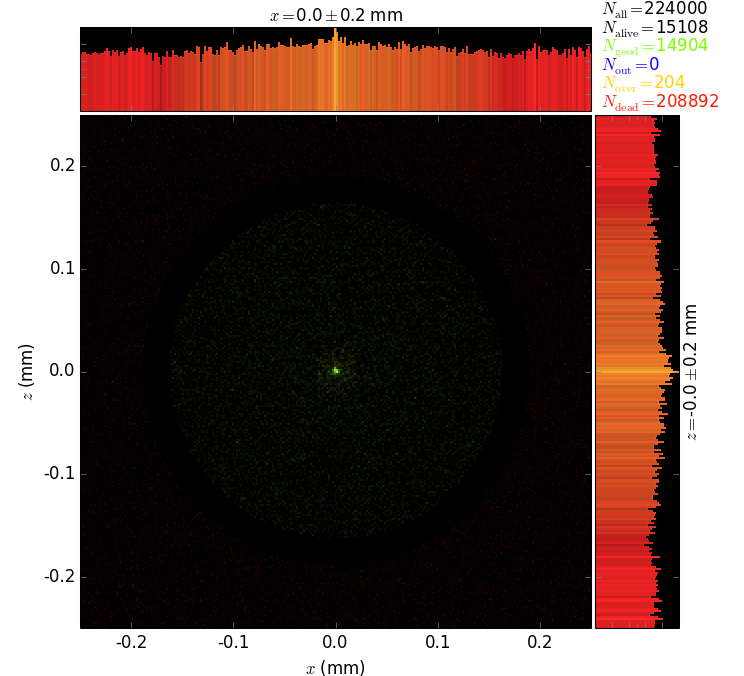 x=0.0±0.2 mm
N_all=224000
N_alive=15108
N_good=14904
N_out=0
N_over=204
N_dead=208892
0.2
0.1
0.0
-0.1
-0.2
z (mm)
z=-0.0±0.2 mm
-0.2
-0.1
0.0
0.1
0.2
x (mm)